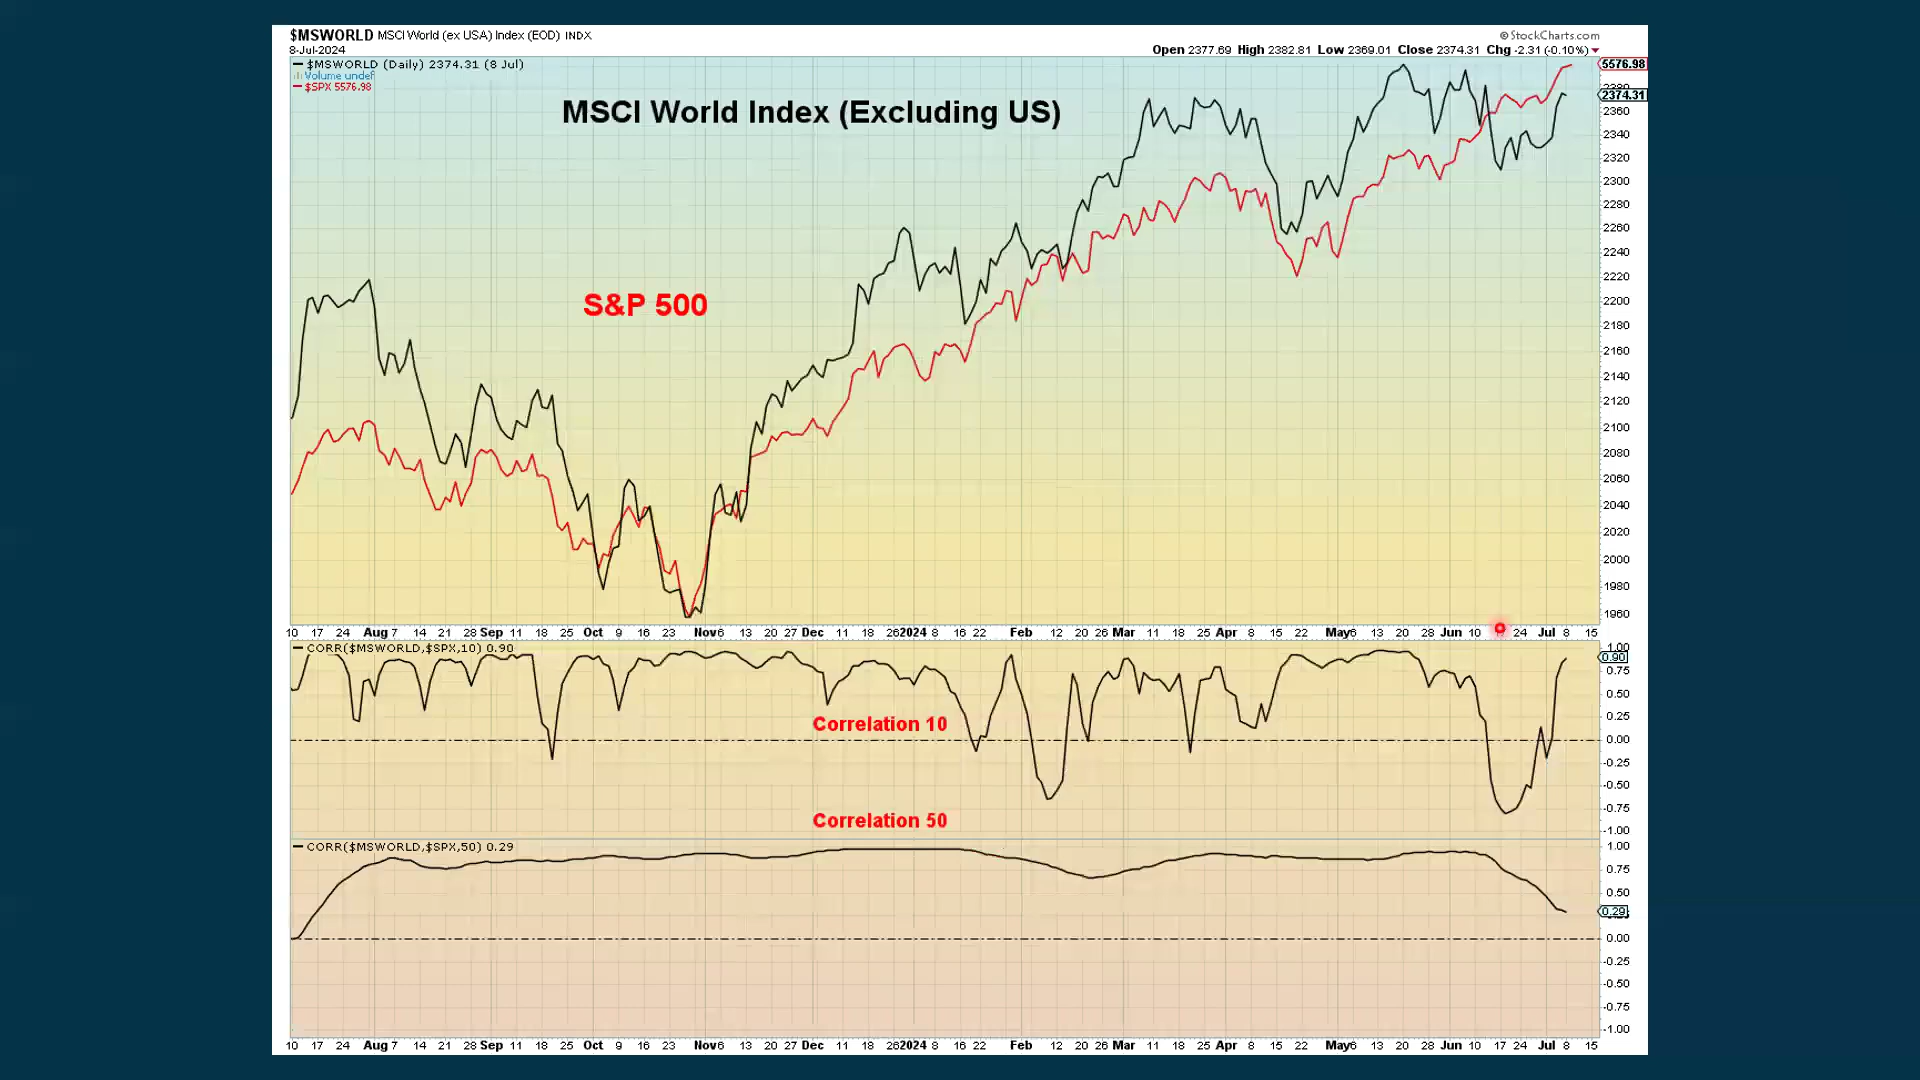 $MSWORLD MSCI World (ex USA) Index (EOD) INDX
© StockCharts.com
8-Jul-2024
Open 2377.69 High 2382.81 Low 2369.01 Close 2374.31 Chg -2.31 (-0.10%)
$MSWORLD (Daily) 2374.31 (8 Jul)
Volume undef
$SPX 5576.98
MSCI World Index (Excluding US)
S&P 500
5576.98
2374.31
2360
2340
2320
2300
2280
2260
2240
2220
2200
2180
2160
2140
2120
2100
2080
2060
2040
2020
2000
1980
1960
10 17 24 Aug 7 14 21 28 Sep 11 18 25 Oct 9 16 23 Nov 6 13 20 27 Dec 11 18 26 2024 8 16 22 Feb 12 20 26 Mar 11 18 25 Apr 8 15 22 May 6 13 20 28 Jun 10 17 24 Jul 8 15
CORR($MSWORLD,$SPX,10) 0.90
Correlation 10
1.00
0.90
0.75
0.50
0.25
0.00
-0.25
-0.50
-0.75
-1.00
Correlation 50
CORR($MSWORLD,$SPX,50) 0.29
1.00
0.75
0.50
0.29
0.00
-0.25
-0.50
-0.75
-1.00
10 17 24 Aug 7 14 21 28 Sep 11 18 25 Oct 9 16 23 Nov 6 13 20 27 Dec 11 18 26 2024 8 16 22 Feb 12 20 26 Mar 11 18 25 Apr 8 15 22 May 6 13 20 28 Jun 10 17 24 Jul 8 15